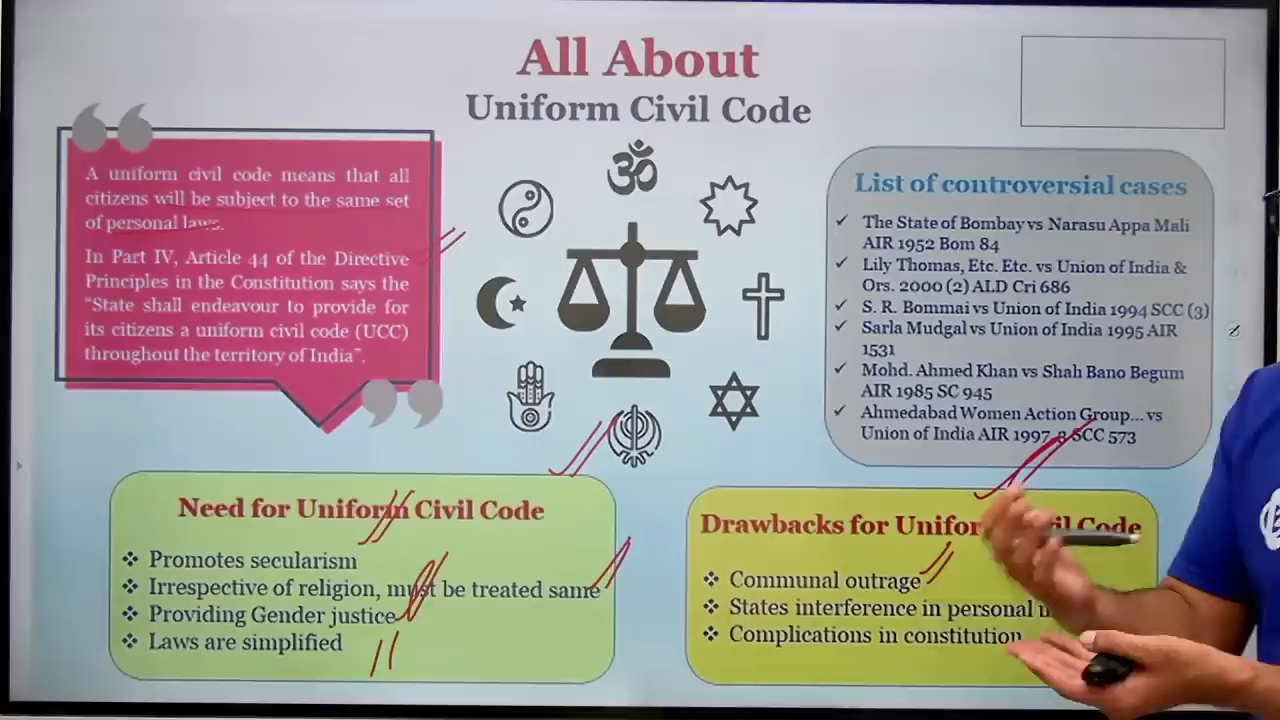 All About
Uniform Civil Code
A uniform civil code means that all
citizens will be subject to the same set
of personal laws.
In Part IV, Article 44 of the Directive
Principles in the Constitution says the
“State shall endeavour to provide for
its citizens a uniform civil code (UCC)
throughout the territory of India”.
List of controversial cases
The State of Bombay vs Narasu Appa Mali
AIR 1952 Bom 84
Lily Thomas, Etc. Etc. vs Union of India &
Ors. 2000 (2) ALD Cri 686
S. R. Bommai vs Union of India 1994 SCC (3)
Sarla Mudgal vs Union of India 1995 AIR
1531
Mohd. Ahmed Khan vs Shah Bano Begum
AIR 1985 SC 945
Ahmedabad Women Action Group... vs
Union of India AIR 1997, 3 SCC 573
Need for Uniform Civil Code
Promotes secularism
Irrespective of religion, must be treated same
Providing Gender justice
Laws are simplified
Drawbacks for Uniform Civil Code
Communal outrage
States interference in personal
Complications in constitution